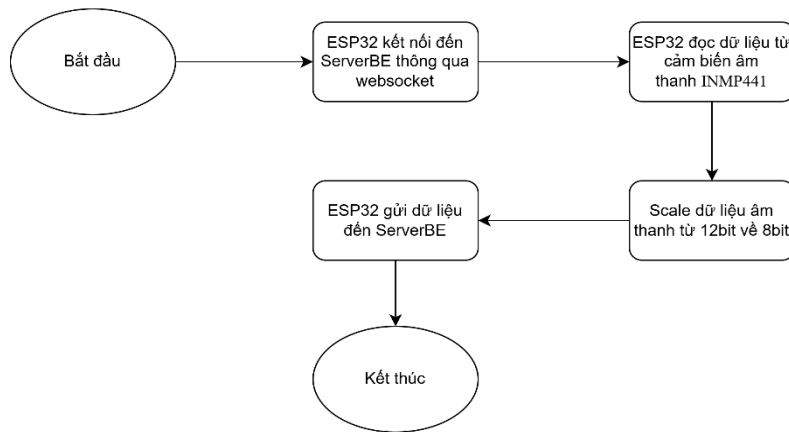 Bắt đầu
ESP32 kết nối đến
ServerBE thông qua
websocket
ESP32 đọc dữ liệu từ
cảm biến âm
thanh INMP441
Scale dữ liệu âm
thanh từ 12bit về 8bit
ESP32 gửi dữ liệu
đến ServerBE
Kết thúc